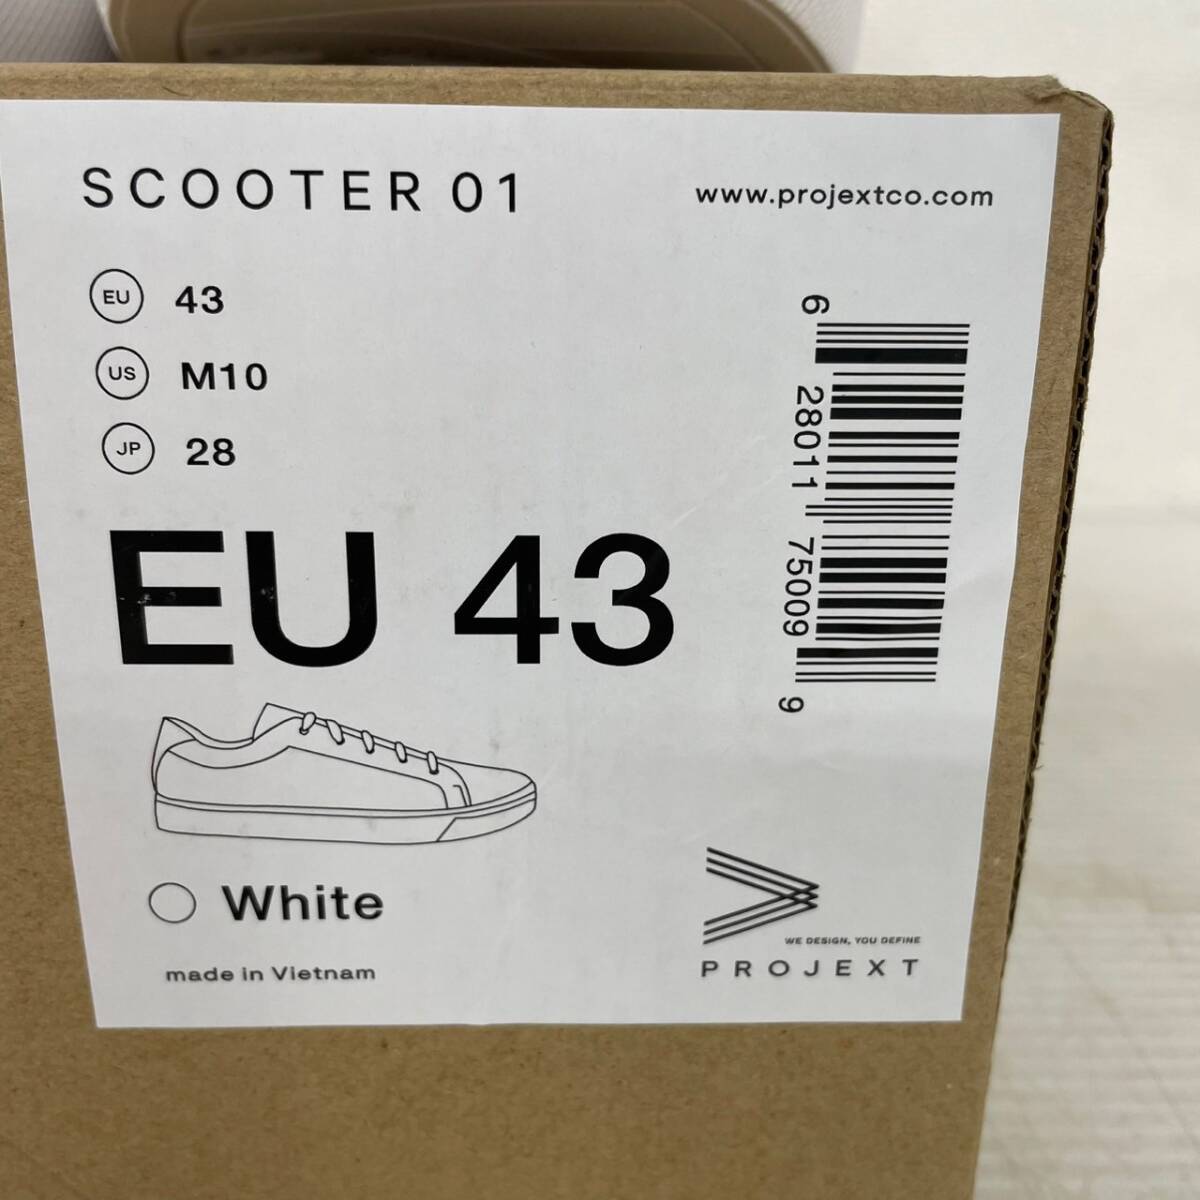 SCOOTER 01
www.projextco.com
EU 43
US M10
JP 28
EU 43
6 28011 75009 9
White
made in Vietnam
WE DESIGN, YOU DEFINE
PROJEXT